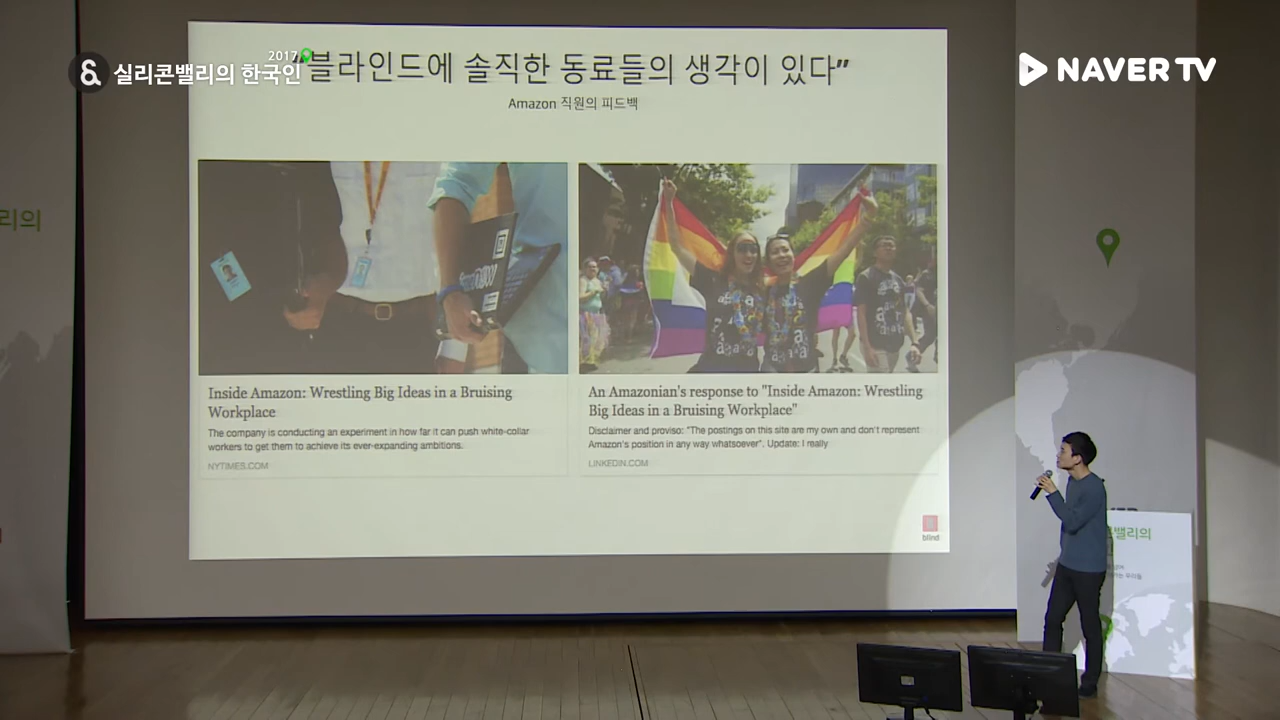 2017
실리콘밸리의 한국인
"블라인드에 솔직한 동료들의 생각이 있다"
Amazon 직원의 피드백
NAVER TV
리의
Inside Amazon: Wrestling Big Ideas in a Bruising
Workplace
The company is conducting an experiment in how far it can push white-collar
workers to get them to achieve its ever-expanding ambitions.
NYTIMES.COM
An Amazonian's response to "Inside Amazon: Wrestling
Big Ideas in a Bruising Workplace"
Disclaimer and proviso: "The postings on this site are my own and don't represent
Amazon's position in any way whatsoever". Update: I really
LINKEDIN.COM
blind
밸리의